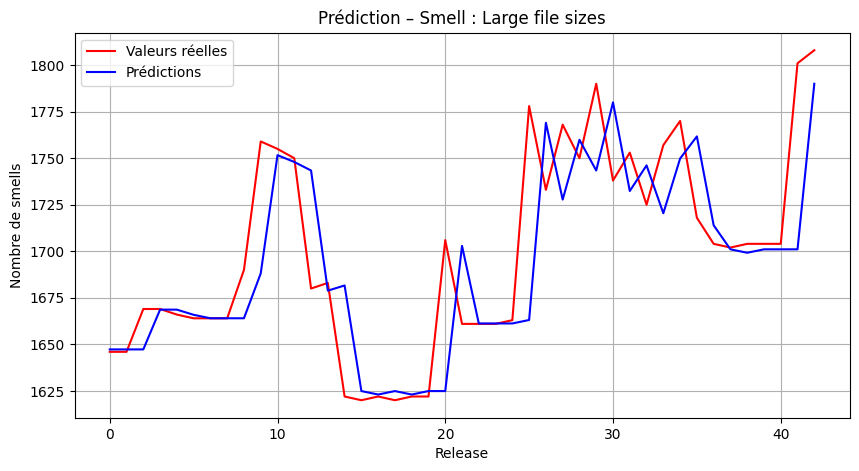 Prédiction – Smell : Large file sizes
Valeurs réelles
Prédictions
Nombre de smells
1800
1775
1750
1725
1700
1675
1650
1625
0 10 20 30 40
Release